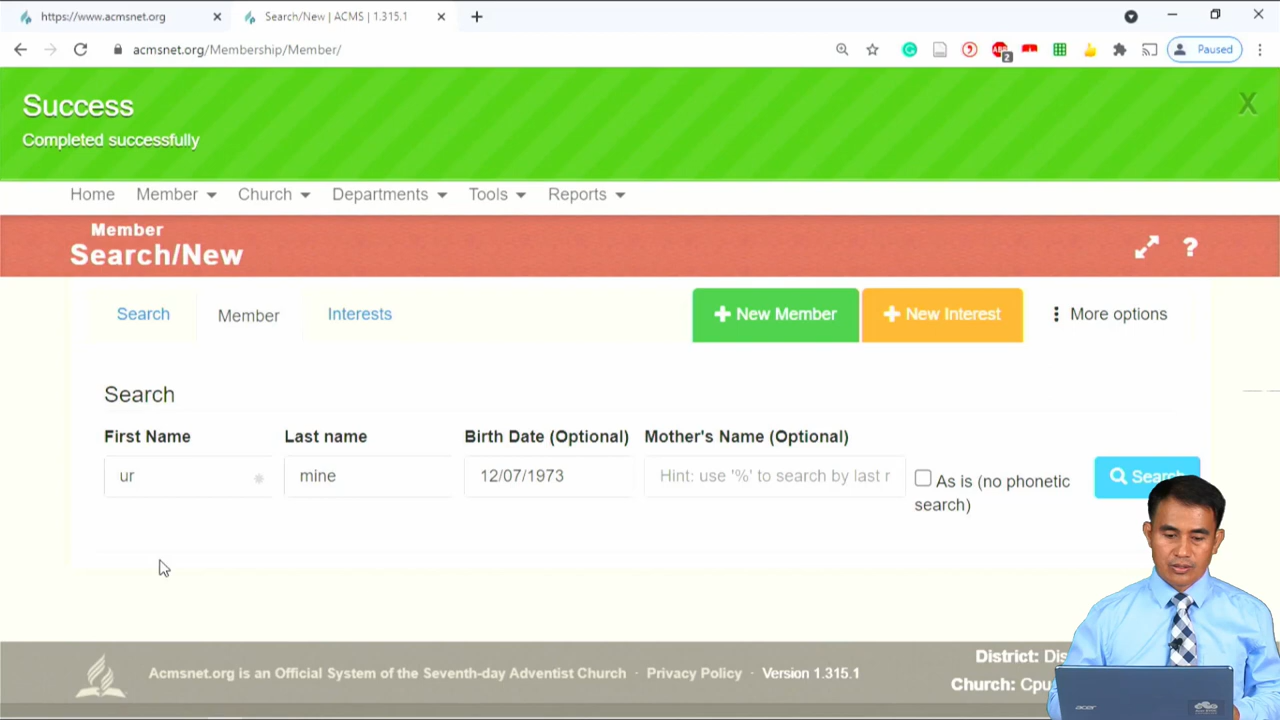 https://www.acmsnet.org
Search/New | ACMS | 1.315.1
acmsnet.org/Membership/Member/
2
Paused
Success
Completed successfully
X
Home Member Church Departments Tools Reports
Member
Search/New
?
Search Member Interests New Member New Interest More options
Search
First Name Last name Birth Date (Optional) Mother's Name (Optional)
ur mine 12/07/1973 Hint: use '%' to search by last r As is (no phonetic search) Search
Acmsnet.org is an Official System of the Seventh-day Adventist Church · Privacy Policy · Version 1.315.1
District:
Church:
acer